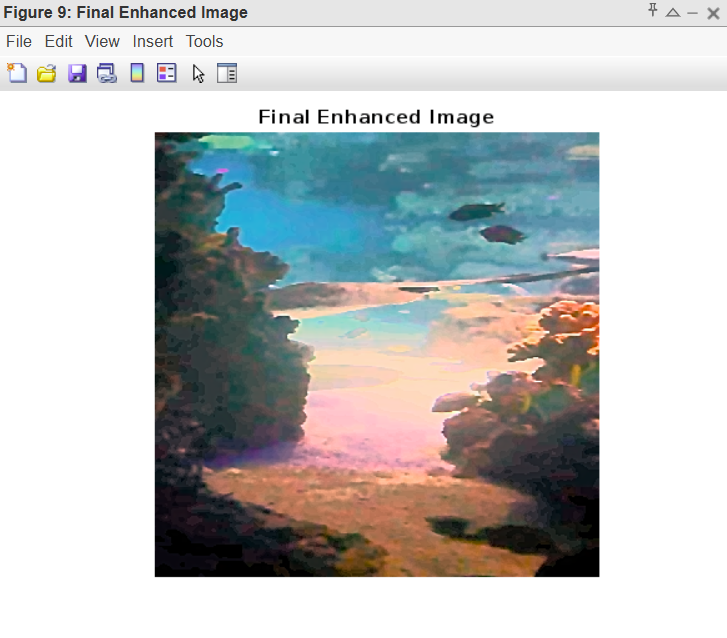 Figure 9: Final Enhanced Image
File Edit View Insert Tools
Final Enhanced Image